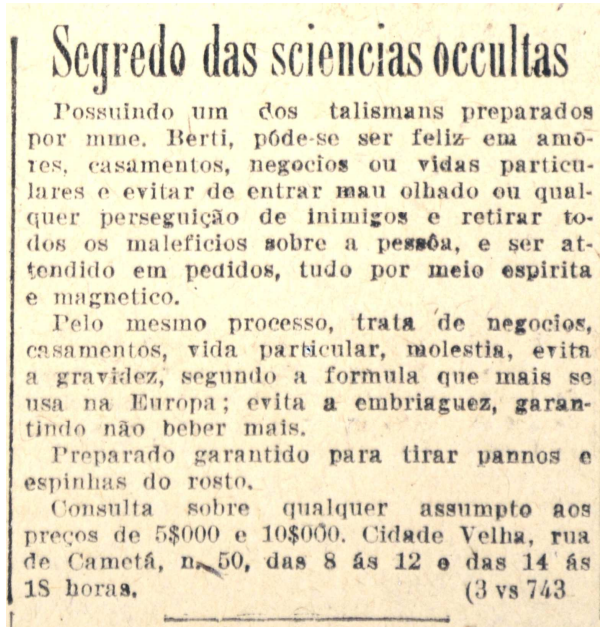 Segredo das sciencias occultas
Possuindo um dos talismans preparados
por mme. Berti, póde-se ser feliz em amô-
res, casamentos, negocios ou vidas particu-
lares e evitar de entrar mau olhado ou qual-
quer perseguição de inimigos e retirar to-
dos os maleficios sobre a pessôa, e ser at-
tendido em pedidos, tudo por meio espirita
e magnetico.
Pelo mesmo processo, trata de negocios,
casamentos, vida particular, molestia, evita
a gravidez, segundo a formula que mais se
usa na Europa; evita a embriaguez, garan-
tindo não beber mais.
Preparado garantido para tirar pannos e
espinhas do rosto.
Consulta sobre qualquer assumpto aos
preços de 5$000 e 10$000. Cidade Velha, rua
de Cametá, n. 50, das 8 ás 12 e das 14 ás
18 horas. (3 vs 743